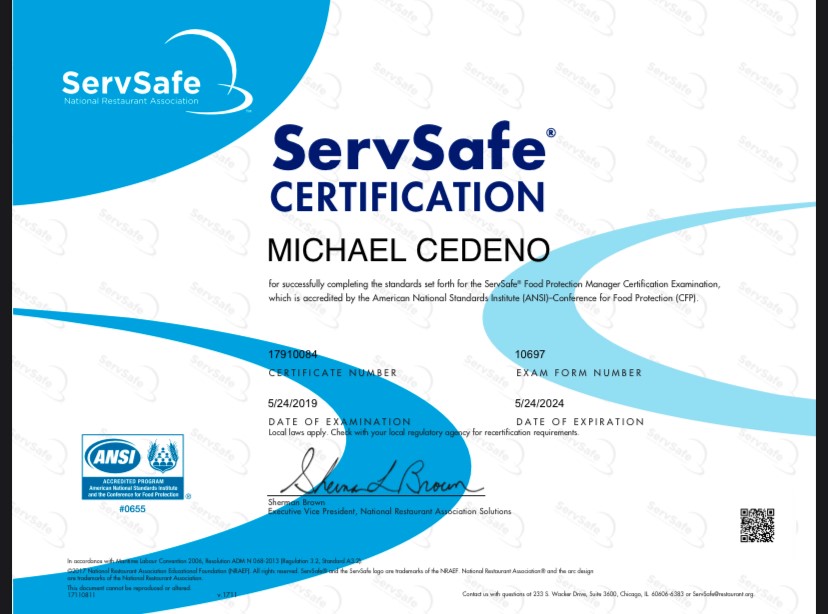 ServSafe
National Restaurant Association
ServSafe®
CERTIFICATION
MICHAEL CEDENO
for successfully completing the standards set forth for the ServSafe® Food Protection Manager Certification Examination,
which is accredited by the American National Standards Institute (ANSI)–Conference for Food Protection (CFP).
17910084
CERTIFICATE NUMBER
10697
EXAM FORM NUMBER
5/24/2019
DATE OF EXAMINATION
5/24/2024
DATE OF EXPIRATION
Local laws apply. Check with your local regulatory agency for recertification requirements.
ANSI
ACCREDITED PROGRAM
American National Standards Institute
and the Conference for Food Protection
#0655
Sherman Brown
Executive Vice President, National Restaurant Association Solutions
In accordance with Maritime Labour Convention 2006, Resolution ADM N 068-2013 (Regulation 3.2, Standard A3.2)
©2017 National Restaurant Association Educational Foundation (NRAEF). All rights reserved. ServSafe® and the ServSafe logo are trademarks of the NRAEF. National Restaurant Association® and the arc design
are trademarks of the National Restaurant Association.
This document cannot be reproduced or altered.
17110811
v.1711
Contact us with questions at 233 S. Wacker Drive, Suite 3600, Chicago, IL 60606-6383 or ServSafe@restaurant.org.